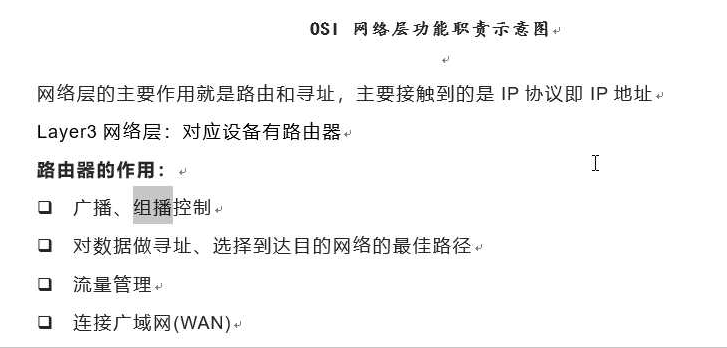 OSI 网络层功能职责示意图
网络层的主要作用就是路由和寻址，主要接触到的是 IP 协议即 IP 地址
Layer3 网络层：对应设备有路由器
路由器的作用：
广播、组播控制
对数据做寻址、选择到达目的网络的最佳路径
流量管理
连接广域网(WAN)